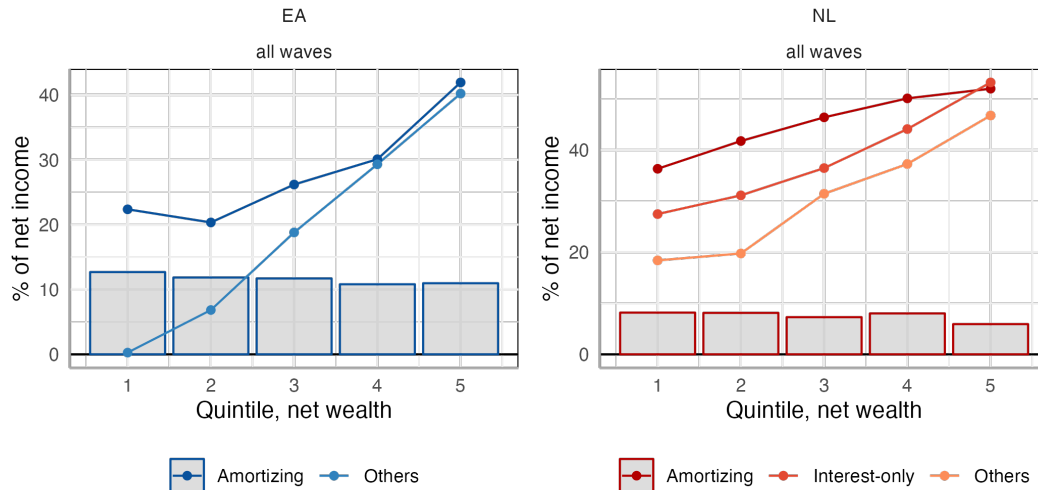 EA
all waves
% of net income
40
30
20
10
0
1 2 3 4 5
Quintile, net wealth
Amortizing Others
NL
all waves
% of net income
40
20
0
1 2 3 4 5
Quintile, net wealth
Amortizing Interest-only Others